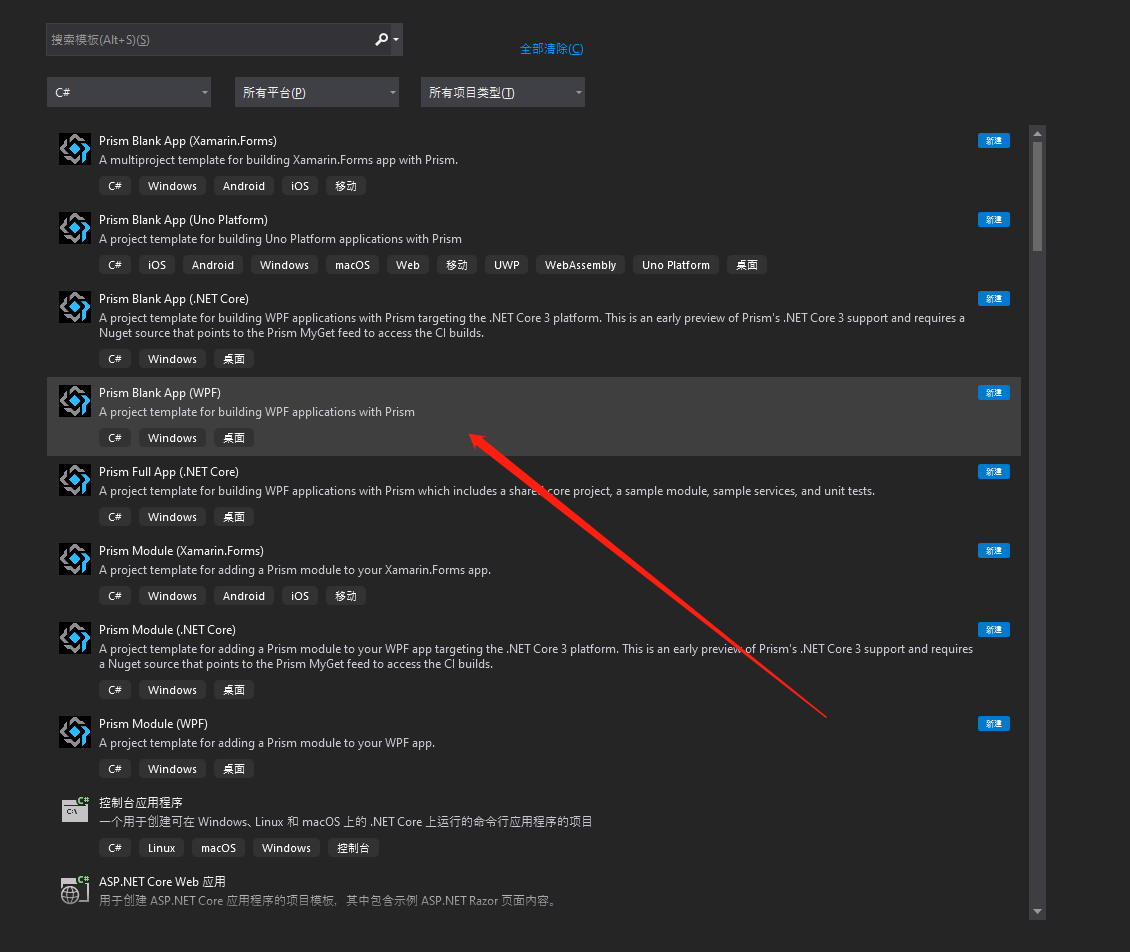 搜索模板(Alt+S)(S)
全部清除(C)
C# 所有平台(P) 所有项目类型(T)
Prism Blank App (Xamarin.Forms) 新建
A multiproject template for building Xamarin.Forms app with Prism.
C# Windows Android iOS 移动
Prism Blank App (Uno Platform) 新建
A project template for building Uno Platform applications with Prism
C# iOS Android Windows macOS Web 移动 UWP WebAssembly Uno Platform 桌面
Prism Blank App (.NET Core) 新建
A project template for building WPF applications with Prism targeting the .NET Core 3 platform. This is an early preview of Prism's .NET Core 3 support and requires a
Nuget source that points to the Prism MyGet feed to access the CI builds.
C# Windows 桌面
Prism Blank App (WPF) 新建
A project template for building WPF applications with Prism
C# Windows 桌面
Prism Full App (.NET Core) 新建
A project template for building WPF applications with Prism which includes a shared core project, a sample module, sample services, and unit tests.
C# Windows 桌面
Prism Module (Xamarin.Forms) 新建
A project template for adding a Prism module to your Xamarin.Forms app.
C# Windows Android iOS 移动
Prism Module (.NET Core) 新建
A project template for adding a Prism module to your WPF app targeting the .NET Core 3 platform. This is an early preview of Prism's .NET Core 3 support and requires
a Nuget source that points to the Prism MyGet feed to access the CI builds.
C# Windows 桌面
Prism Module (WPF) 新建
A project template for adding a Prism module to your WPF app.
C# Windows 桌面
C# C:\ 控制台应用程序
一个用于创建可在 Windows、Linux 和 macOS 上的 .NET Core 上运行的命令行应用程序的项目
C# Linux macOS Windows 控制台
C# ASP.NET Core Web 应用
用于创建 ASP.NET Core 应用程序的项目模板，其中包含示例 ASP.NET Razor 页面内容。